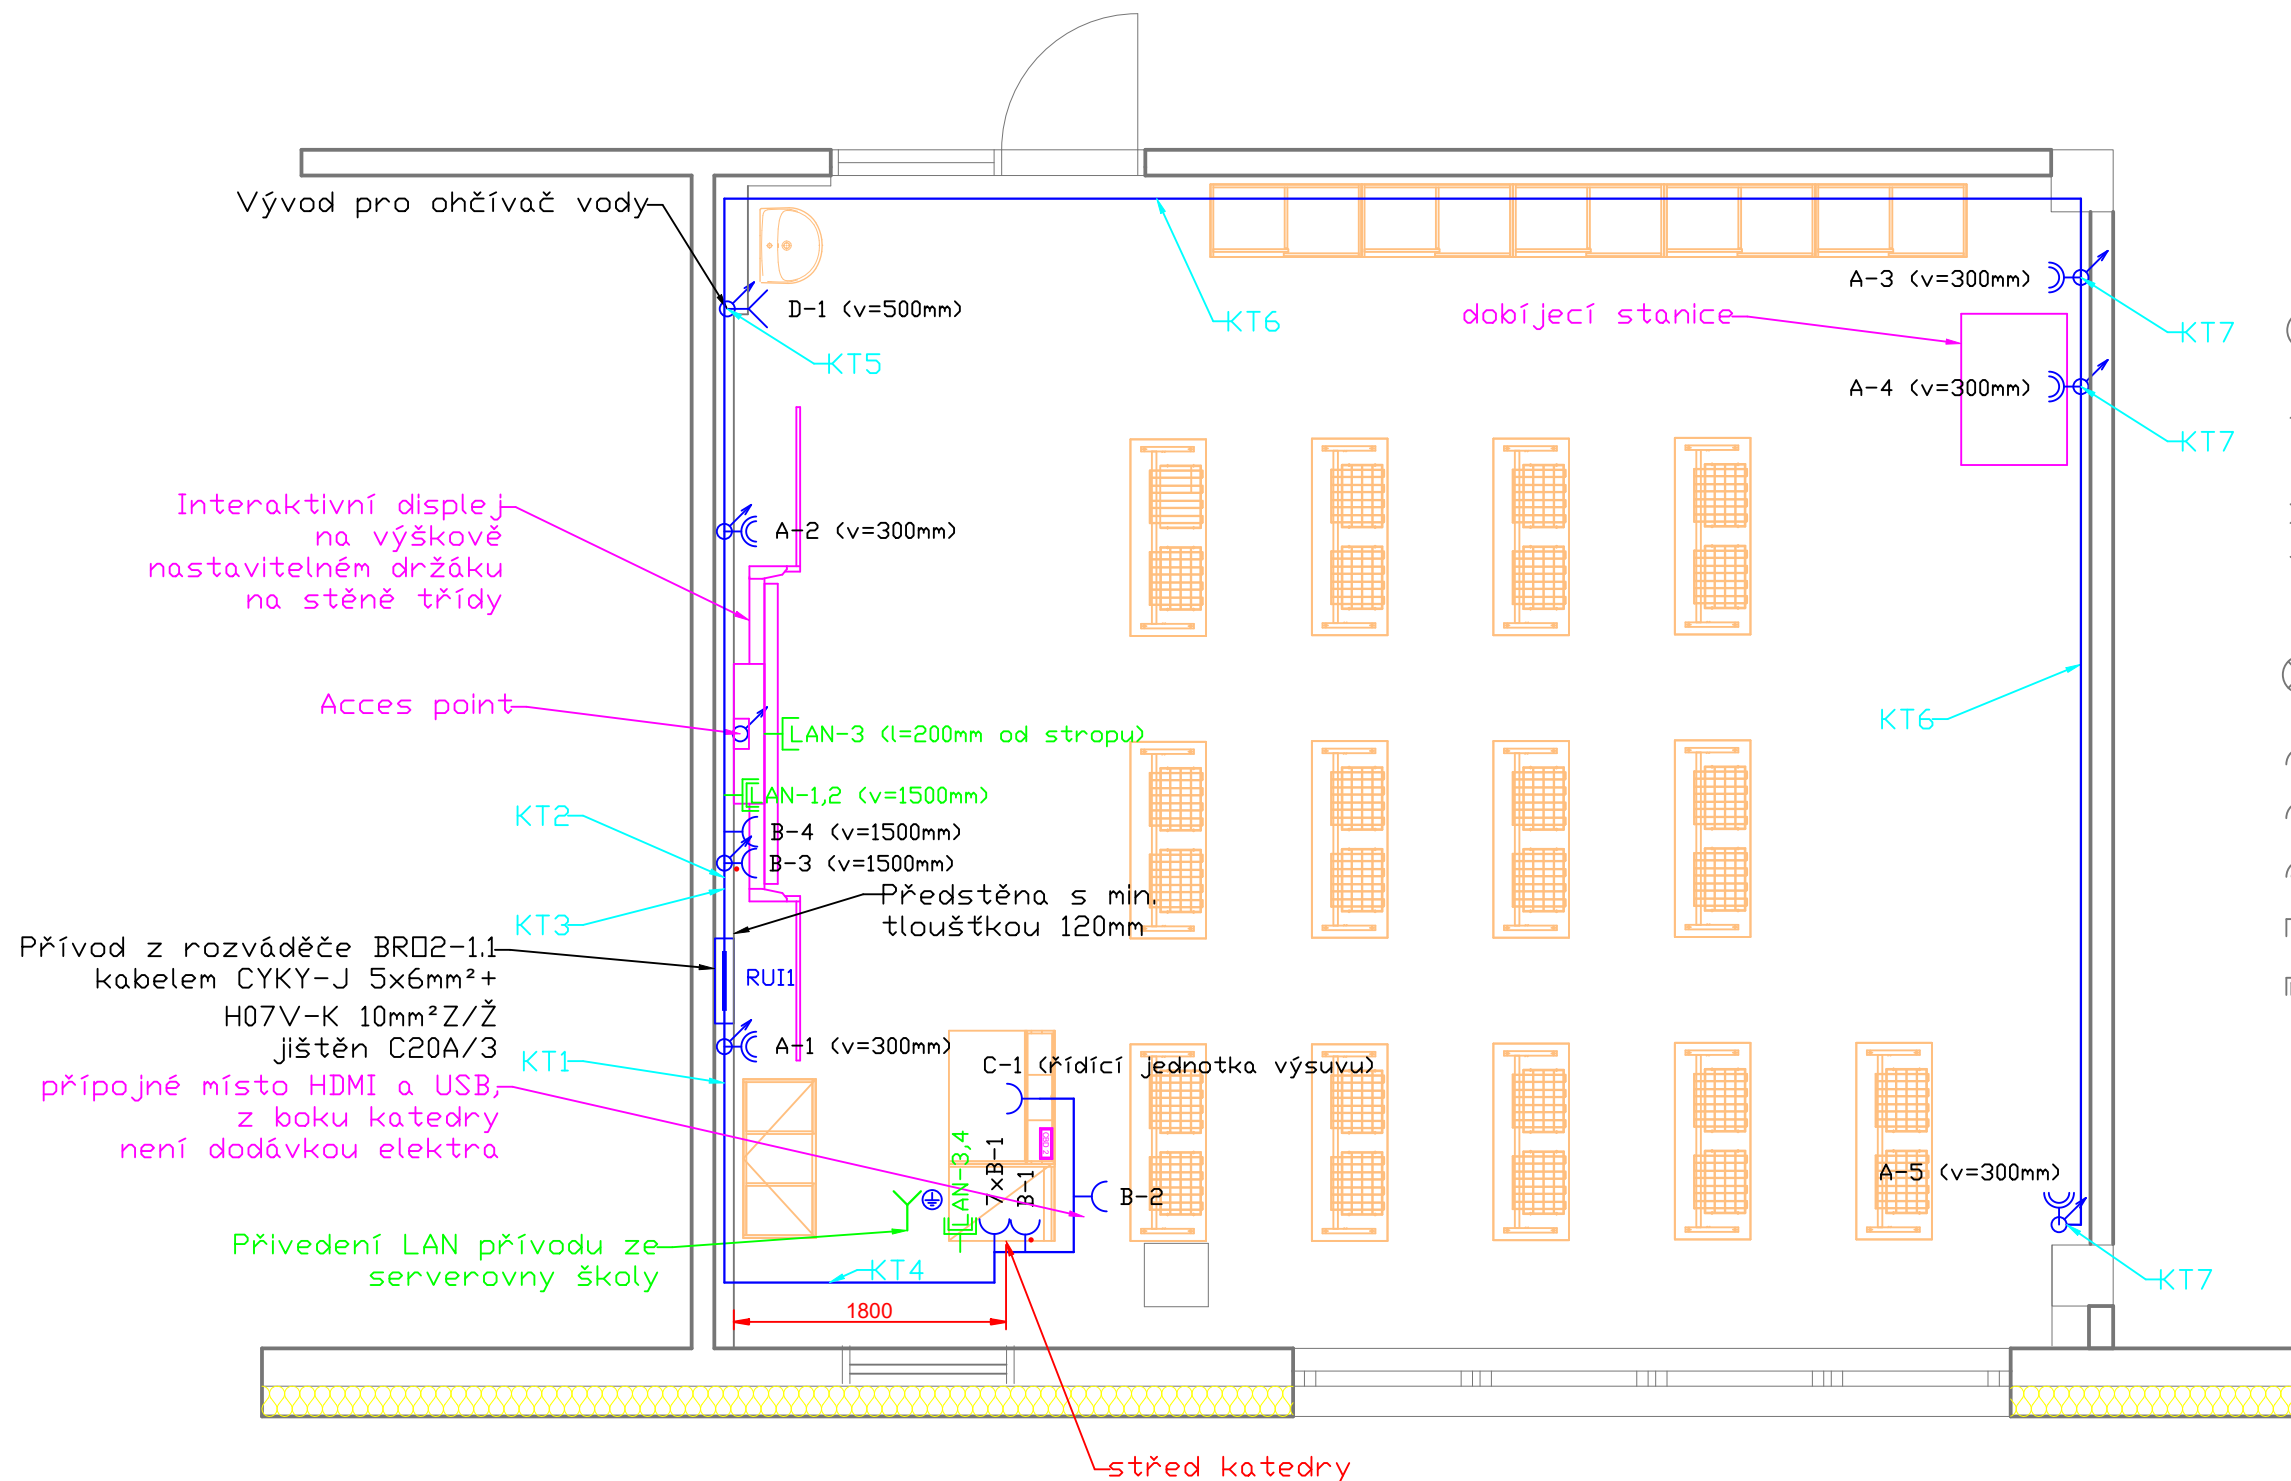 Vývod pro ohčívač vody
D-1 (v=500mm)
KT5
KT6
A-3 (v=300mm)
dobíjecí stanice
KT7
A-4 (v=300mm)
KT7
Interaktivní displej
na výškově
nastavitelném držáku
na stěně třídy
A-2 (v=300mm)
Acces point
LAN-3 (l=200mm od stropu)
KT6
LAN-1,2 (v=1500mm)
KT2
B-4 (v=1500mm)
B-3 (v=1500mm)
Předstěna s min.
tloušťkou 120mm
KT3
Přívod z rozváděče BRO2-1.1
kabelem CYKY-J 5x6mm²+
H07V-K 10mm²Z/Ž
jištěn C20A/3
RUI1
A-1 (v=300mm)
KT1
C-1 (řídící jednotka výsuvu)
přípojné místo HDMI a USB,
z boku katedry
není dodávkou elektra
LAN-3,4
7xB-1
B-1
B-2
A-5 (v=300mm)
Přivedení LAN přívodu ze
serverovny školy
KT4
KT7
1800
střed katedry